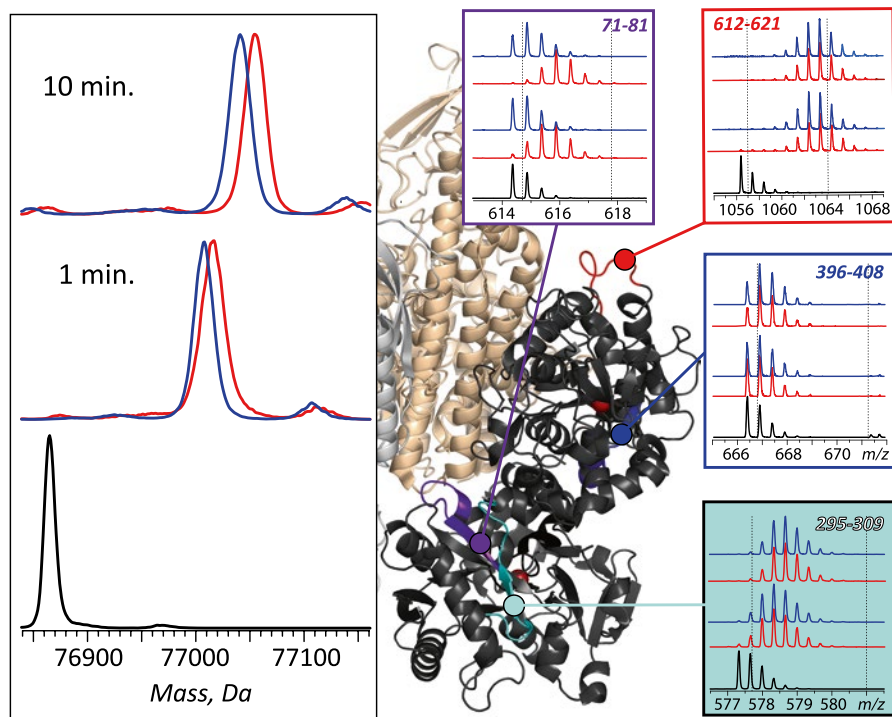 10 min.
1 min.
76900 77000 77100
Mass, Da
71-81
614 616 618
612-621
1056 1060 1064 1068
396-408
666 668 670 m/z
295-309
577 578 579 580 m/z